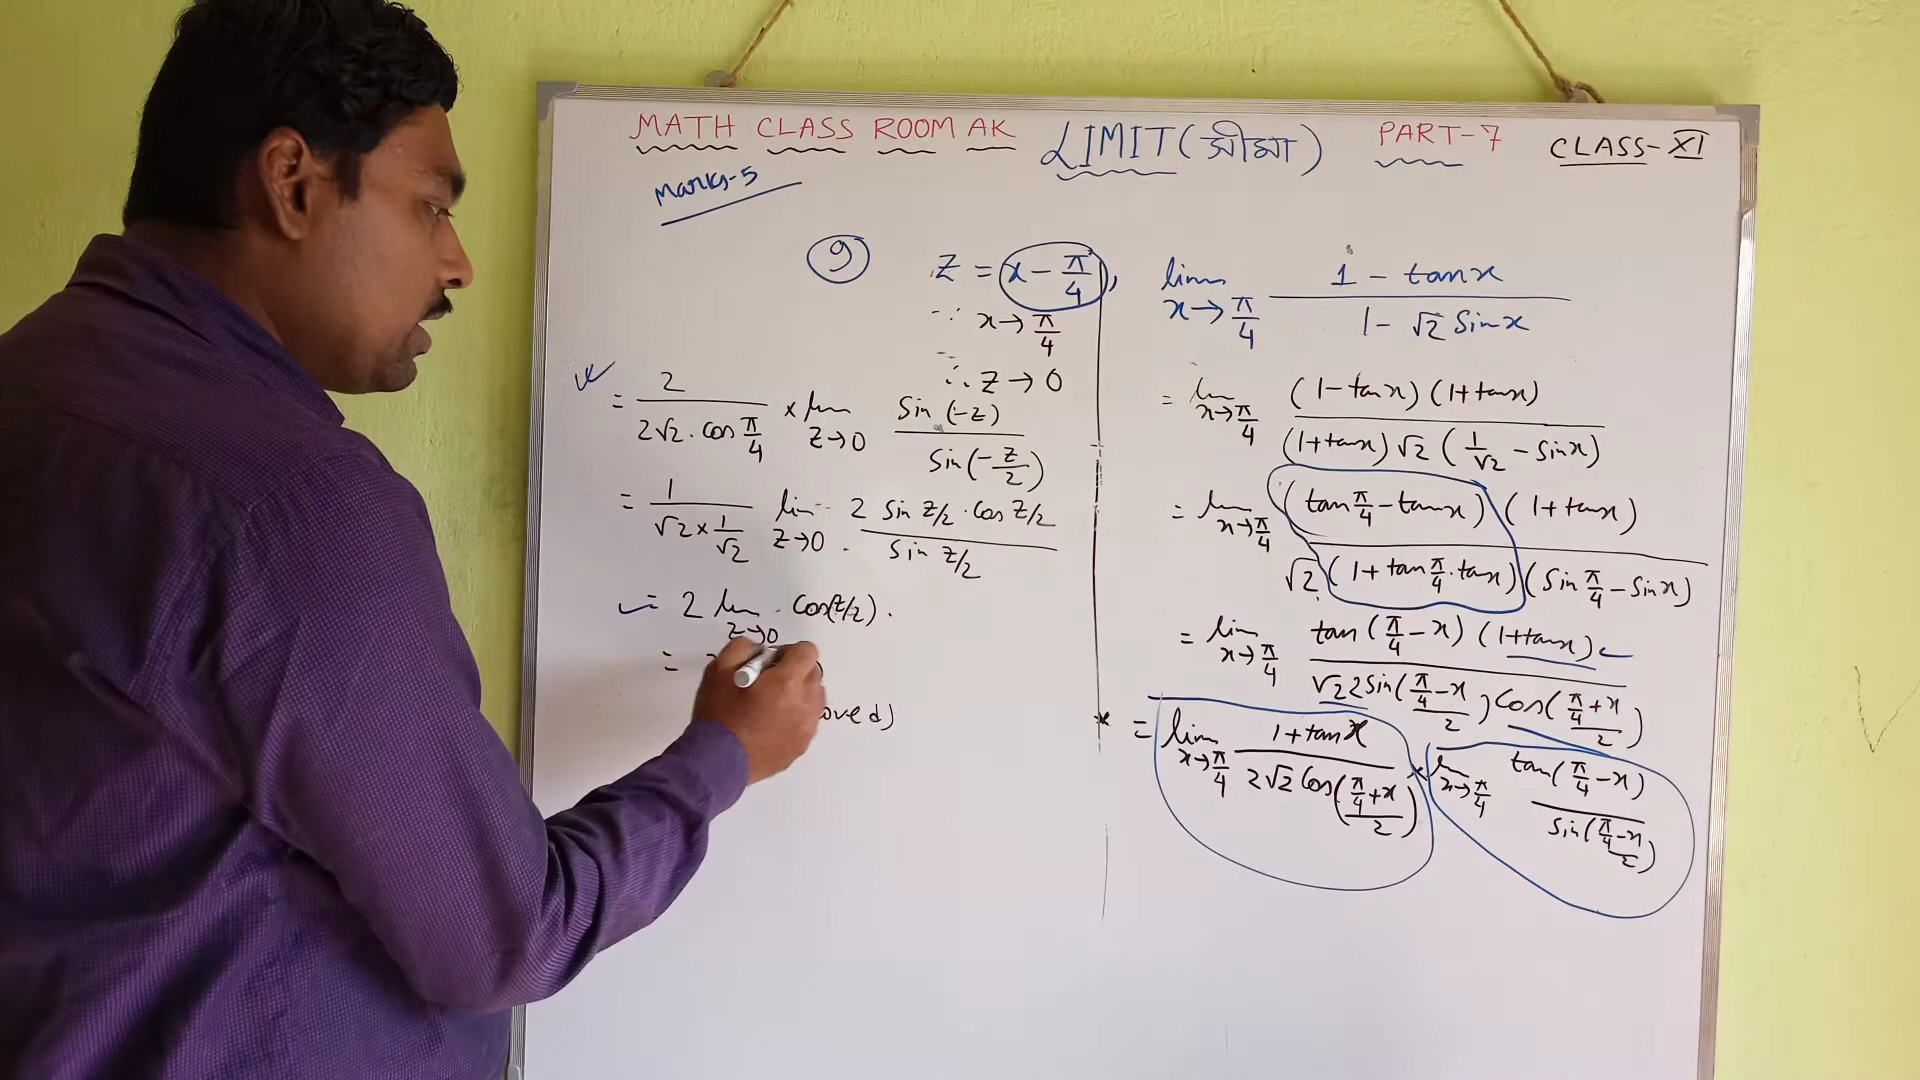 MATH CLASS ROOM AK LIMIT (সীমা) PART-7 CLASS-XI
Marks-5
9
z = x - π/4,
∵ x→π/4
∴ z → 0
lim x→π/4 (1 - tanx)/(1 - √2 Sinx)
= lim x→π/4 (1-tanx)(1+tanx)/((1+tanx)√2(1/√2 - Sinx))
= lim x→π/4 (tan π/4 - tanx)(1+tanx)/(√2(1+tan π/4·tanx)(Sin π/4 - Sinx))
= lim x→π/4 tan(π/4 - x)(1+tanx)/(√2 2Sin((π/4 - x)/2)Cos((π/4 + x)/2))
* = lim x→π/4 (1+tanx)/(2√2 Cos((π/4 + x)/2)) × lim x→π/4 tan(π/4 - x)/Sin((π/4 - x)/2)
= 2/(2√2·cos π/4) × lim z→0 Sin(-z)/Sin(-z/2)
= 1/(√2×1/√2) lim z→0 · 2 Sin z/2 · Cos z/2 / Sin z/2
= 2 lim z→0 · Cos(z/2).
=